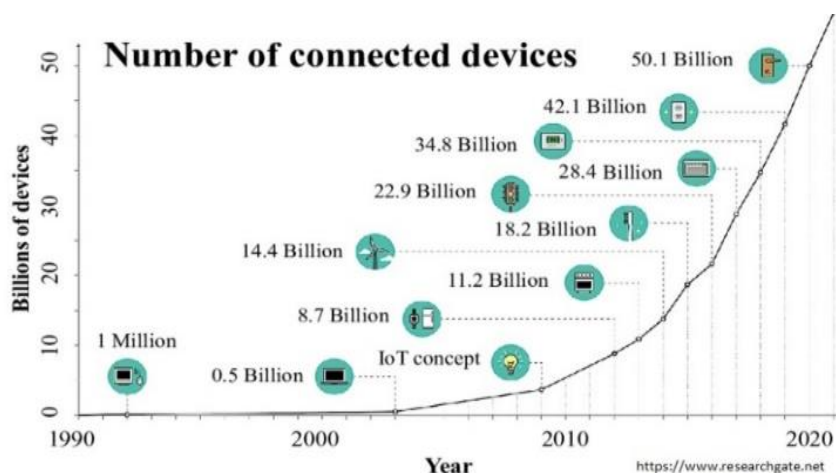 Number of connected devices
Billions of devices
50
40
30
20
10
0
50.1 Billion
42.1 Billion
34.8 Billion
28.4 Billion
22.9 Billion
18.2 Billion
14.4 Billion
11.2 Billion
8.7 Billion
IoT concept
1 Million
0.5 Billion
1990
2000
2010
2020
Year
https://www.researchgate.net